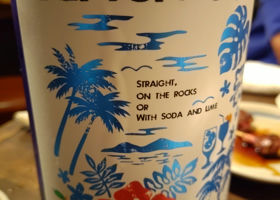 STRAIGHT,
ON THE ROCKS
OR
WITH SODA AND LIME